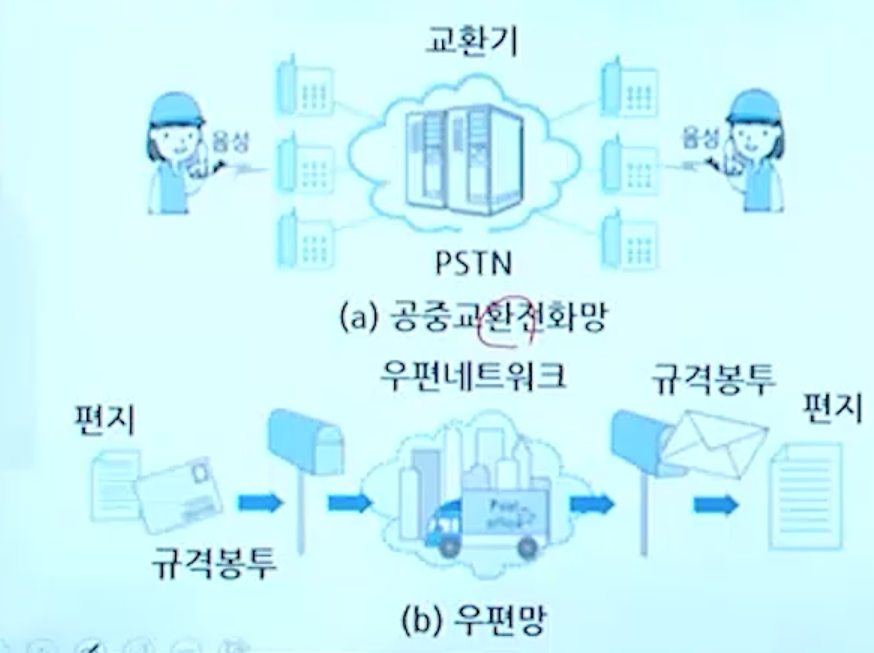 교환기
음성
음성
PSTN
(a) 공중교환전화망
우편네트워크
규격봉투
편지
편지
Post
office
규격봉투
(b) 우편망